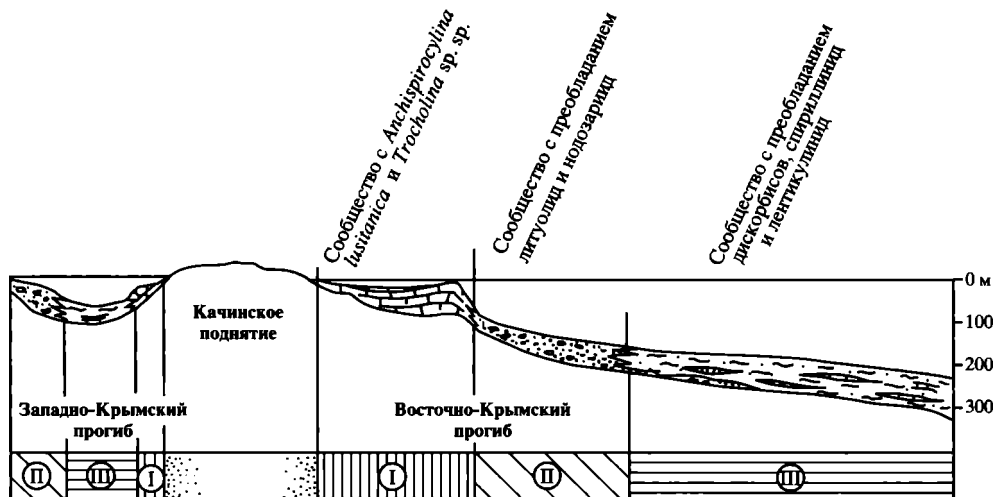 Сообщество с Anchispirocylina
lusitanica и Trocholina sp. sp.
Сообщество с преобладанием
литуолид и нодозариид
Сообщество с преобладанием
дискорбисов, спириллинид
и лентикулинид
0 м
100
200
300
Качинское
поднятие
Западно-Крымский
прогиб
Восточно-Крымский
прогиб
II III I I II III